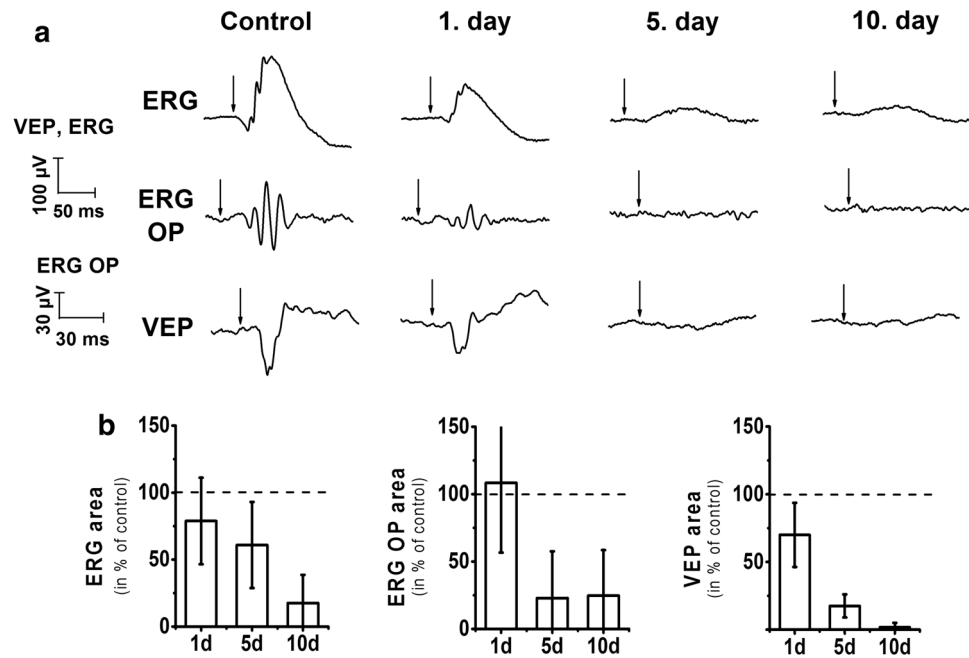 a
Control 1. day 5. day 10. day
ERG
VEP, ERG
100 µV
50 ms
ERG
OP
ERG OP
30 µV
30 ms
VEP
b
150
100
50
0
ERG area
(in % of control)
1d 5d 10d
150
100
50
0
ERG OP area
(in % of control)
1d 5d 10d
150
100
50
0
VEP area
(in % of control)
1d 5d 10d